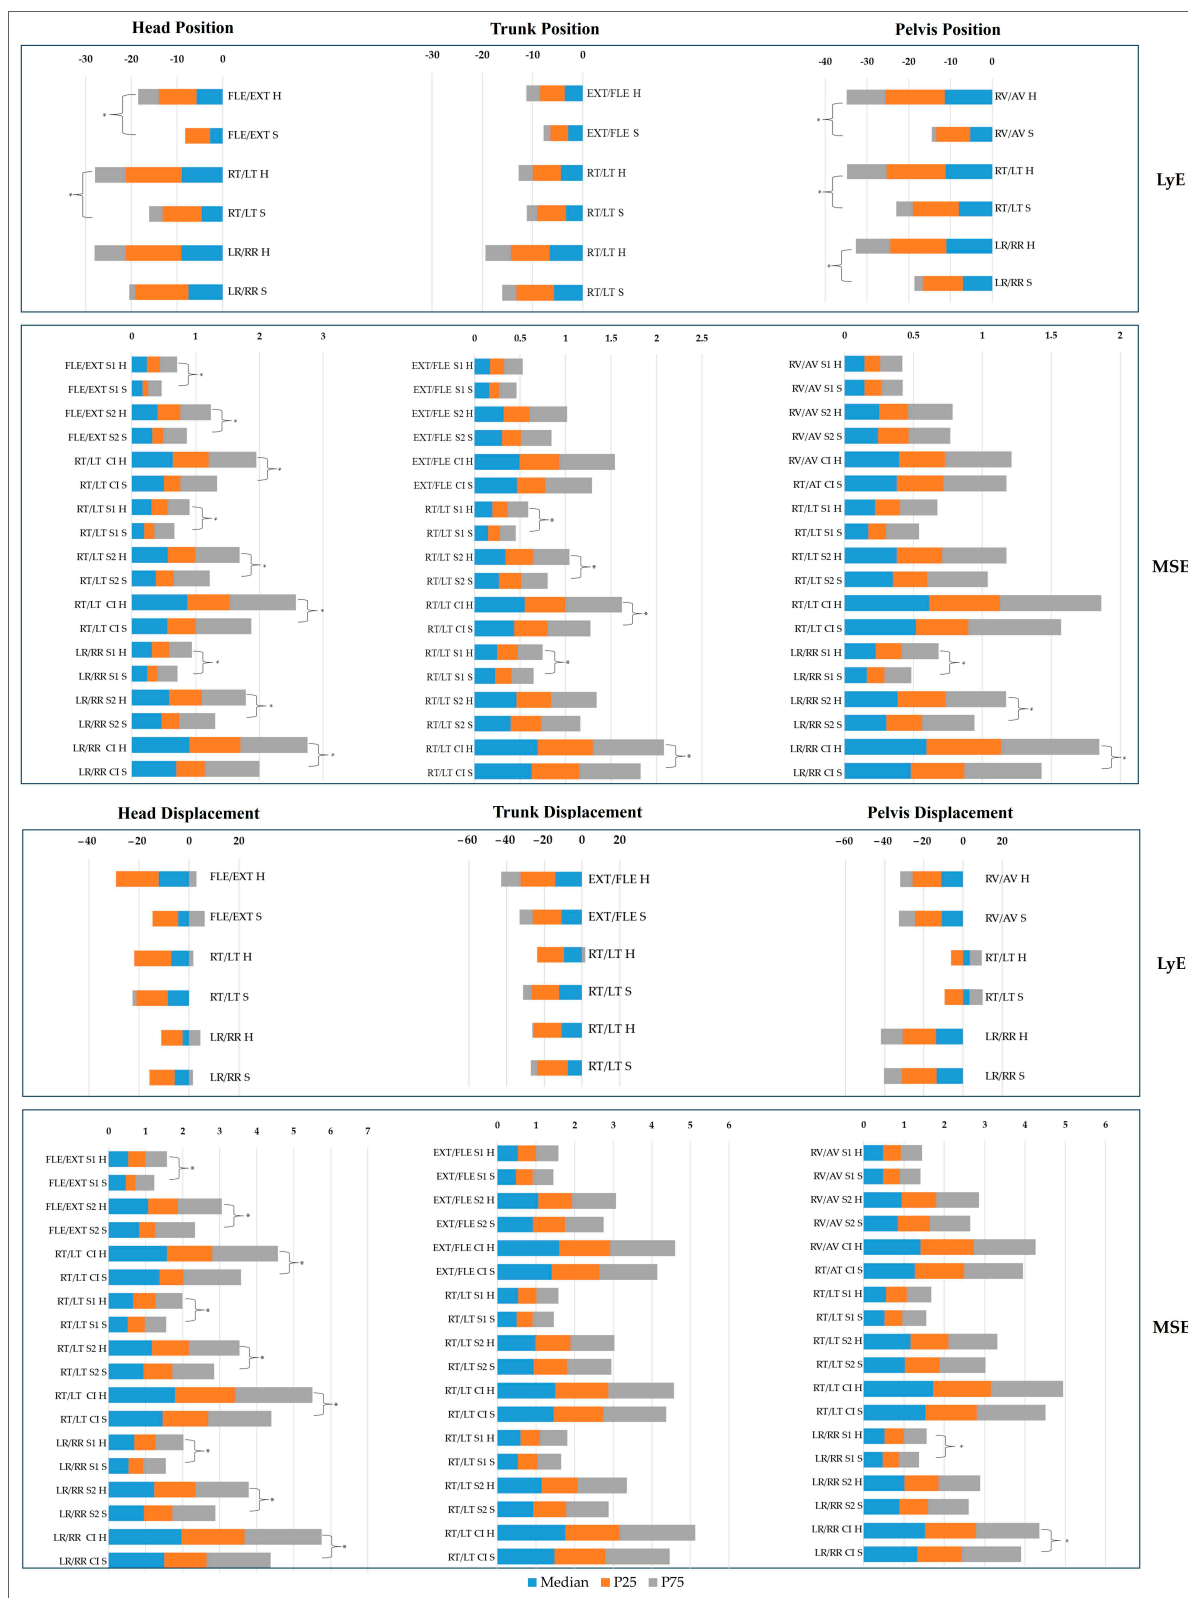 Head Position
Trunk Position
Pelvis Position
-30 -20 -10 0
-30 -20 -10 0
-40 -30 -20 -10 0
FLE/EXT H
FLE/EXT S
RT/LT H
RT/LT S
LR/RR H
LR/RR S
EXT/FLE H
EXT/FLE S
RT/LT H
RT/LT S
RT/LT H
RT/LT S
RV/AV H
RV/AV S
RT/LT H
RT/LT S
LR/RR H
LR/RR S
* * * * *
LyE
0 1 2 3
FLE/EXT S1 H
FLE/EXT S1 S
FLE/EXT S2 H
FLE/EXT S2 S
RT/LT CI H
RT/LT CI S
RT/LT S1 H
RT/LT S1 S
RT/LT S2 H
RT/LT S2 S
RT/LT CI H
RT/LT CI S
LR/RR S1 H
LR/RR S1 S
LR/RR S2 H
LR/RR S2 S
LR/RR CI H
LR/RR CI S
* * * * * * * * *
0 0.5 1 1.5 2 2.5
EXT/FLE S1 H
EXT/FLE S1 S
EXT/FLE S2 H
EXT/FLE S2 S
EXT/FLE CI H
EXT/FLE CI S
RT/LT S1 H
RT/LT S1 S
RT/LT S2 H
RT/LT S2 S
RT/LT CI H
RT/LT CI S
RT/LT S1 H
RT/LT S1 S
RT/LT S2 H
RT/LT S2 S
RT/LT CI H
RT/LT CI S
* * * * *
0 0.5 1 1.5 2
RV/AV S1 H
RV/AV S1 S
RV/AV S2 H
RV/AV S2 S
RV/AV CI H
RT/AT CI S
RT/LT S1 H
RT/LT S1 S
RT/LT S2 H
RT/LT S2 S
RT/LT CI H
RT/LT CI S
LR/RR S1 H
LR/RR S1 S
LR/RR S2 H
LR/RR S2 S
LR/RR CI H
LR/RR CI S
* * *
MSE
Head Displacement
Trunk Displacement
Pelvis Displacement
−40 −20 0 20
−60 −40 −20 0 20
−60 −40 −20 0 20
FLE/EXT H
FLE/EXT S
RT/LT H
RT/LT S
LR/RR H
LR/RR S
EXT/FLE H
EXT/FLE S
RT/LT H
RT/LT S
RT/LT H
RT/LT S
RV/AV H
RV/AV S
RT/LT H
RT/LT S
LR/RR H
LR/RR S
LyE
0 1 2 3 4 5 6 7
FLE/EXT S1 H
FLE/EXT S1 S
FLE/EXT S2 H
FLE/EXT S2 S
RT/LT CI H
RT/LT CI S
RT/LT S1 H
RT/LT S1 S
RT/LT S2 H
RT/LT S2 S
RT/LT CI H
RT/LT CI S
LR/RR S1 H
LR/RR S1 S
LR/RR S2 H
LR/RR S2 S
LR/RR CI H
LR/RR CI S
* * * * * * * * *
0 1 2 3 4 5 6
EXT/FLE S1 H
EXT/FLE S1 S
EXT/FLE S2 H
EXT/FLE S2 S
EXT/FLE CI H
EXT/FLE CI S
RT/LT S1 H
RT/LT S1 S
RT/LT S2 H
RT/LT S2 S
RT/LT CI H
RT/LT CI S
RT/LT S1 H
RT/LT S1 S
RT/LT S2 H
RT/LT S2 S
RT/LT CI H
RT/LT CI S
0 1 2 3 4 5 6
RV/AV S1 H
RV/AV S1 S
RV/AV S2 H
RV/AV S2 S
RV/AV CI H
RT/AT CI S
RT/LT S1 H
RT/LT S1 S
RT/LT S2 H
RT/LT S2 S
RT/LT CI H
RT/LT CI S
LR/RR S1 H
LR/RR S1 S
LR/RR S2 H
LR/RR S2 S
LR/RR CI H
LR/RR CI S
* *
MSE
Median P25 P75